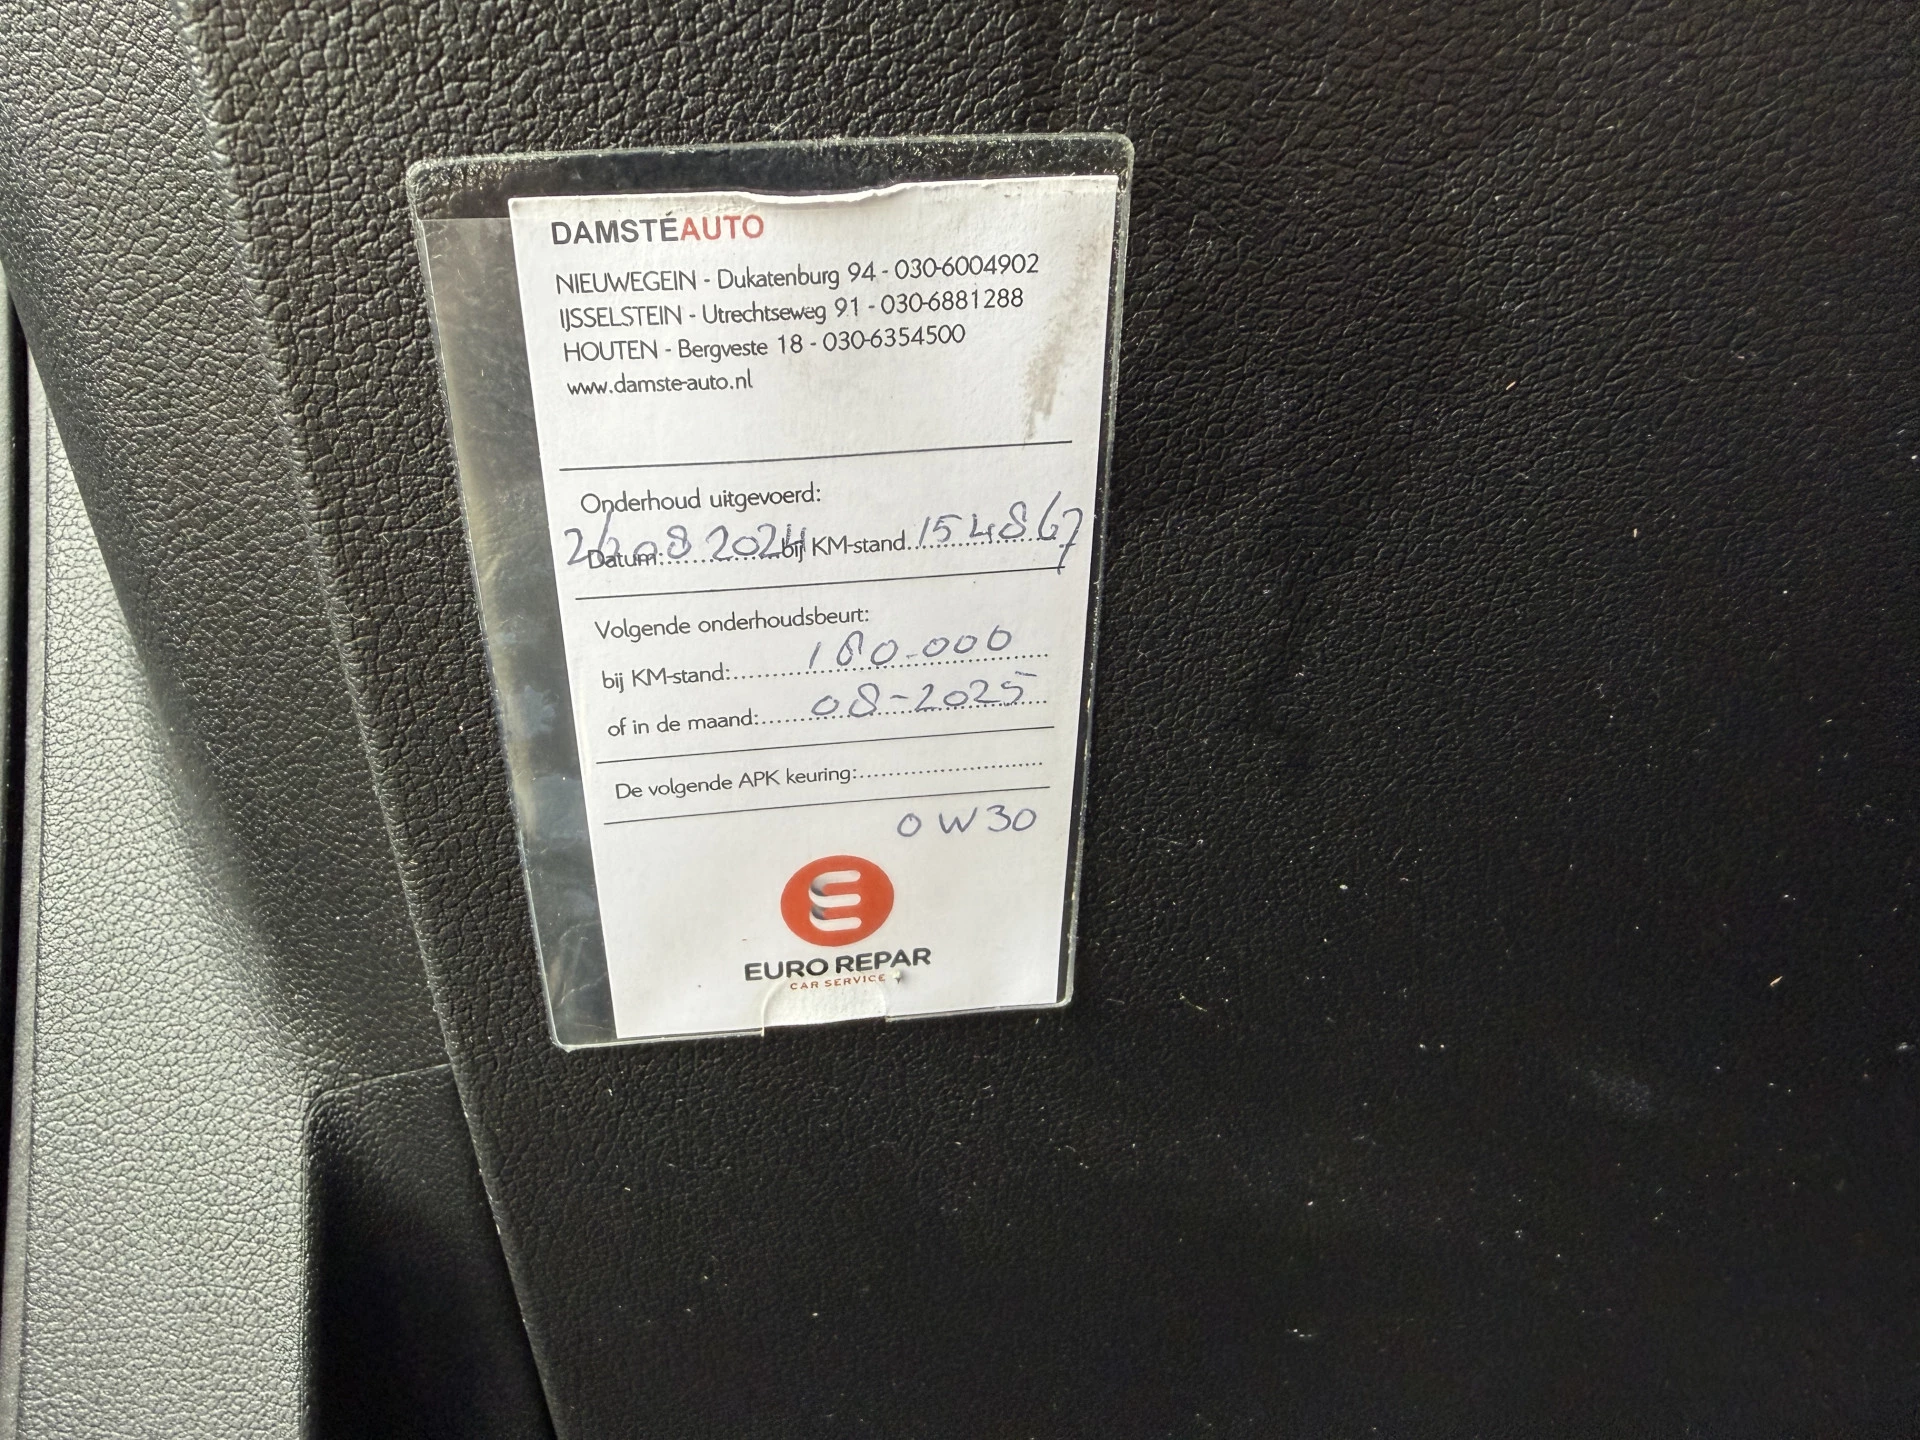 DAMSTÉAUTO
NIEUWEGEIN - Dukatenburg 94 - 030-6004902
IJSSELSTEIN - Utrechtseweg 91 - 030-6881288
HOUTEN - Bergveste 18 - 030-6354500
www.damste-auto.nl
Onderhoud uitgevoerd:
Datum: 26 08 2024 bij KM-stand 154867
Volgende onderhoudsbeurt:
bij KM-stand: 180.000
of in de maand: 08-2025
De volgende APK keuring:
0W30
EURO REPAR
CAR SERVICE